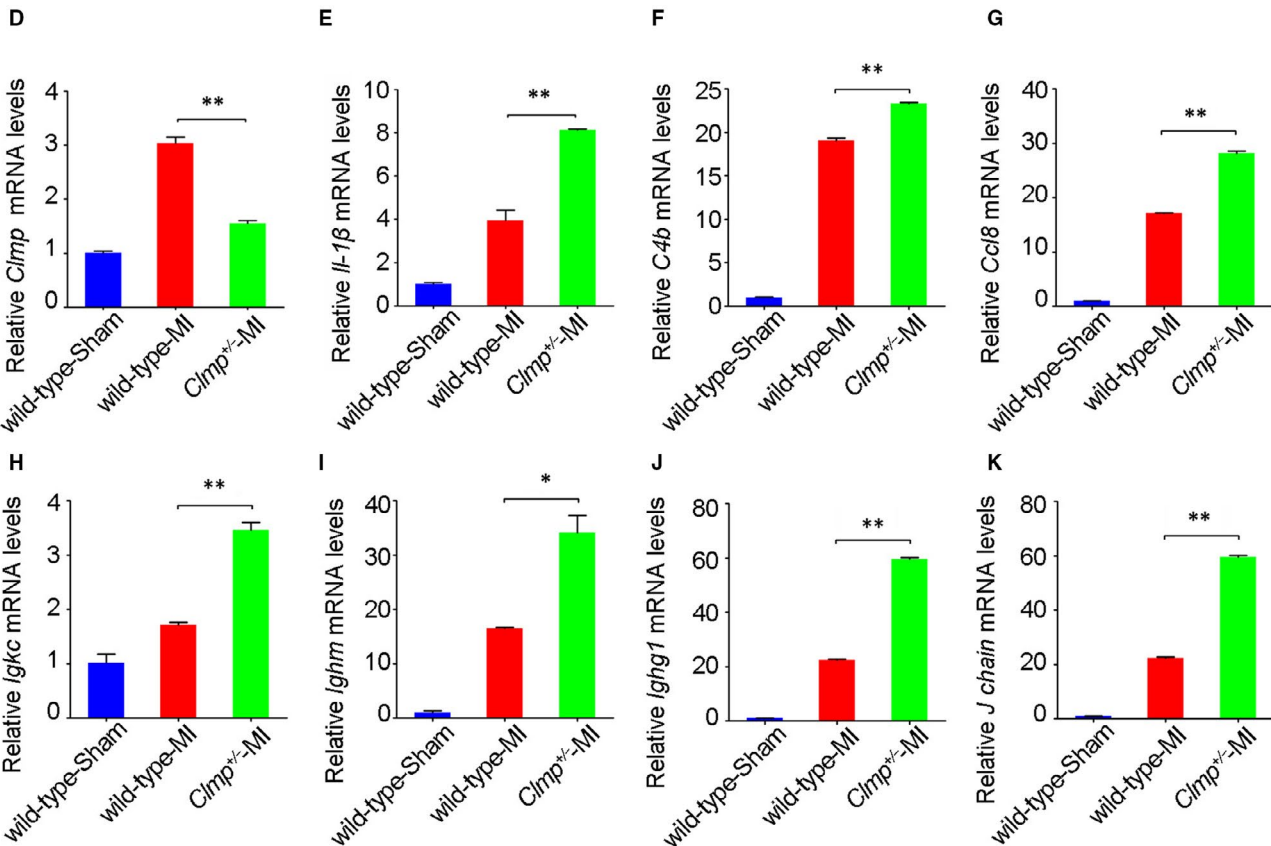 D
Relative Clmp mRNA levels
4
3
2
1
0
**
wild-type-Sham
wild-type-MI
Clmp+/--MI
E
Relative Il-1β mRNA levels
10
8
6
4
2
0
**
wild-type-Sham
wild-type-MI
Clmp+/--MI
F
Relative C4b mRNA levels
25
20
15
10
5
0
**
wild-type-Sham
wild-type-MI
Clmp+/--MI
G
Relative Ccl8 mRNA levels
40
30
20
10
0
**
wild-type-Sham
wild-type-MI
Clmp+/--MI
H
Relative Igkc mRNA levels
4
3
2
1
0
**
wild-type-Sham
wild-type-MI
Clmp+/--MI
I
Relative Ighm mRNA levels
40
30
20
10
0
*
wild-type-Sham
wild-type-MI
Clmp+/--MI
J
Relative Ighg1 mRNA levels
80
60
40
20
0
**
wild-type-Sham
wild-type-MI
Clmp+/--MI
K
Relative J chain mRNA levels
80
60
40
20
0
**
wild-type-Sham
wild-type-MI
Clmp+/--MI